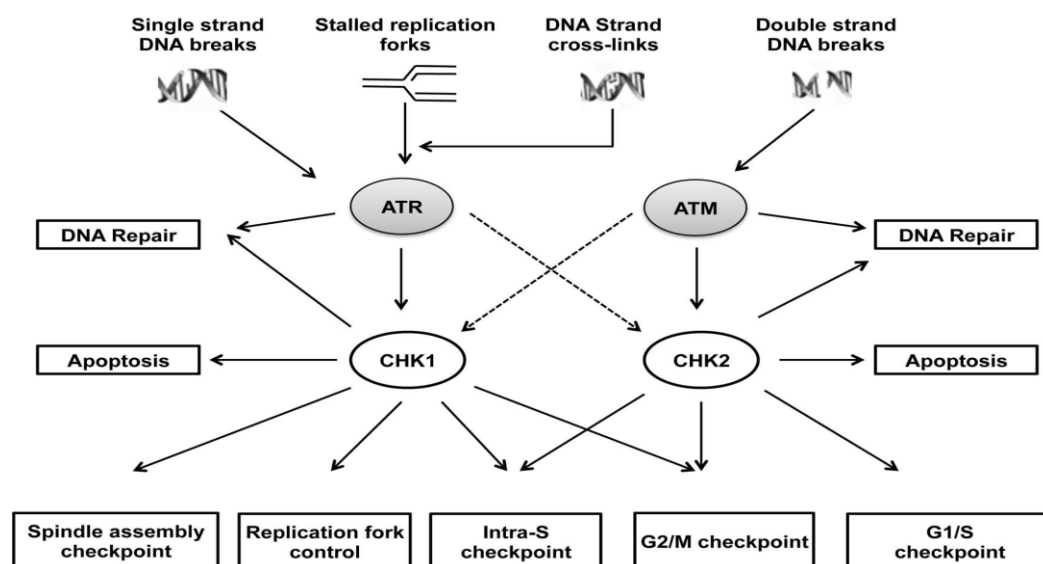 Single strand
DNA breaks
Stalled replication
forks
DNA Strand
cross-links
Double strand
DNA breaks
ATR
ATM
DNA Repair
DNA Repair
Apoptosis
CHK1
CHK2
Apoptosis
Spindle assembly
checkpoint
Replication fork
control
Intra-S
checkpoint
G2/M checkpoint
G1/S
checkpoint